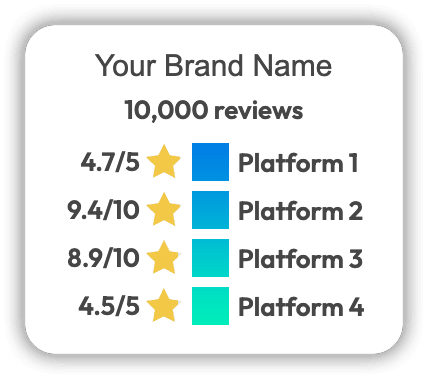 Your Brand Name
10,000 reviews
4.7/5 Platform 1
9.4/10 Platform 2
8.9/10 Platform 3
4.5/5 Platform 4